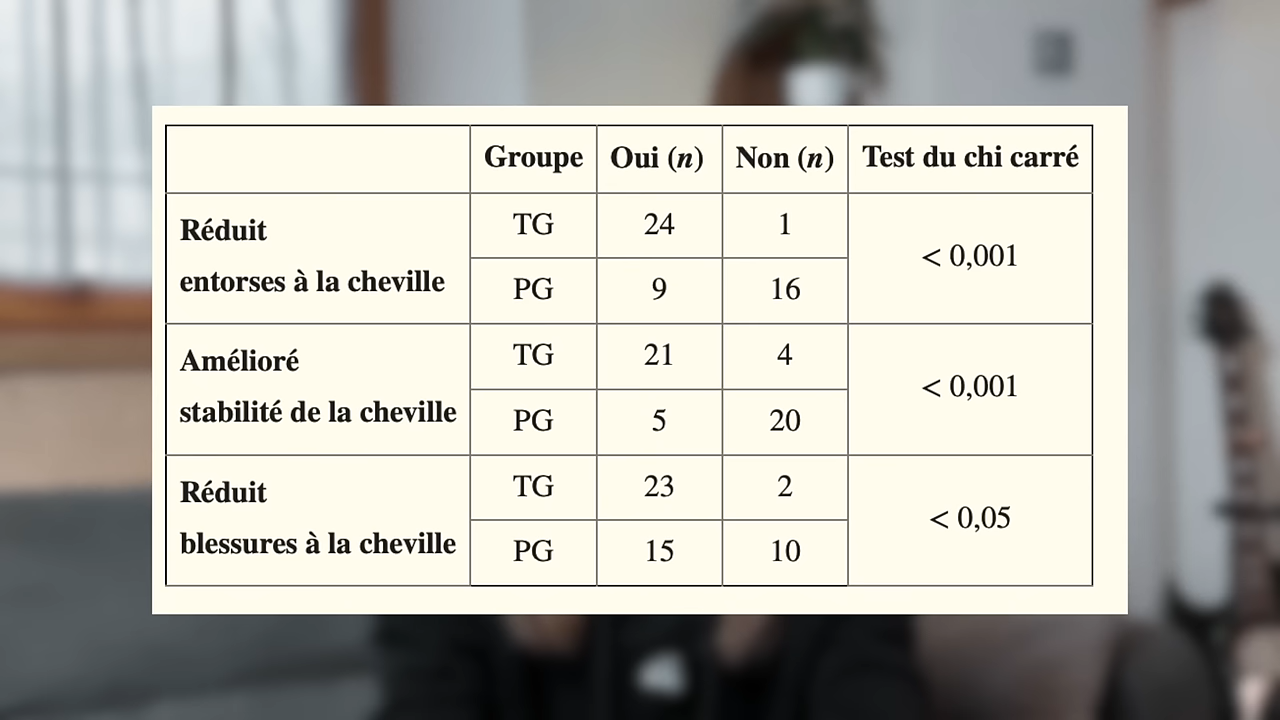 Groupe Oui (n) Non (n) Test du chi carré
Réduit
entorses à la cheville
TG 24 1
< 0,001
PG 9 16
Amélioré
stabilité de la cheville
TG 21 4
< 0,001
PG 5 20
Réduit
blessures à la cheville
TG 23 2
< 0,05
PG 15 10